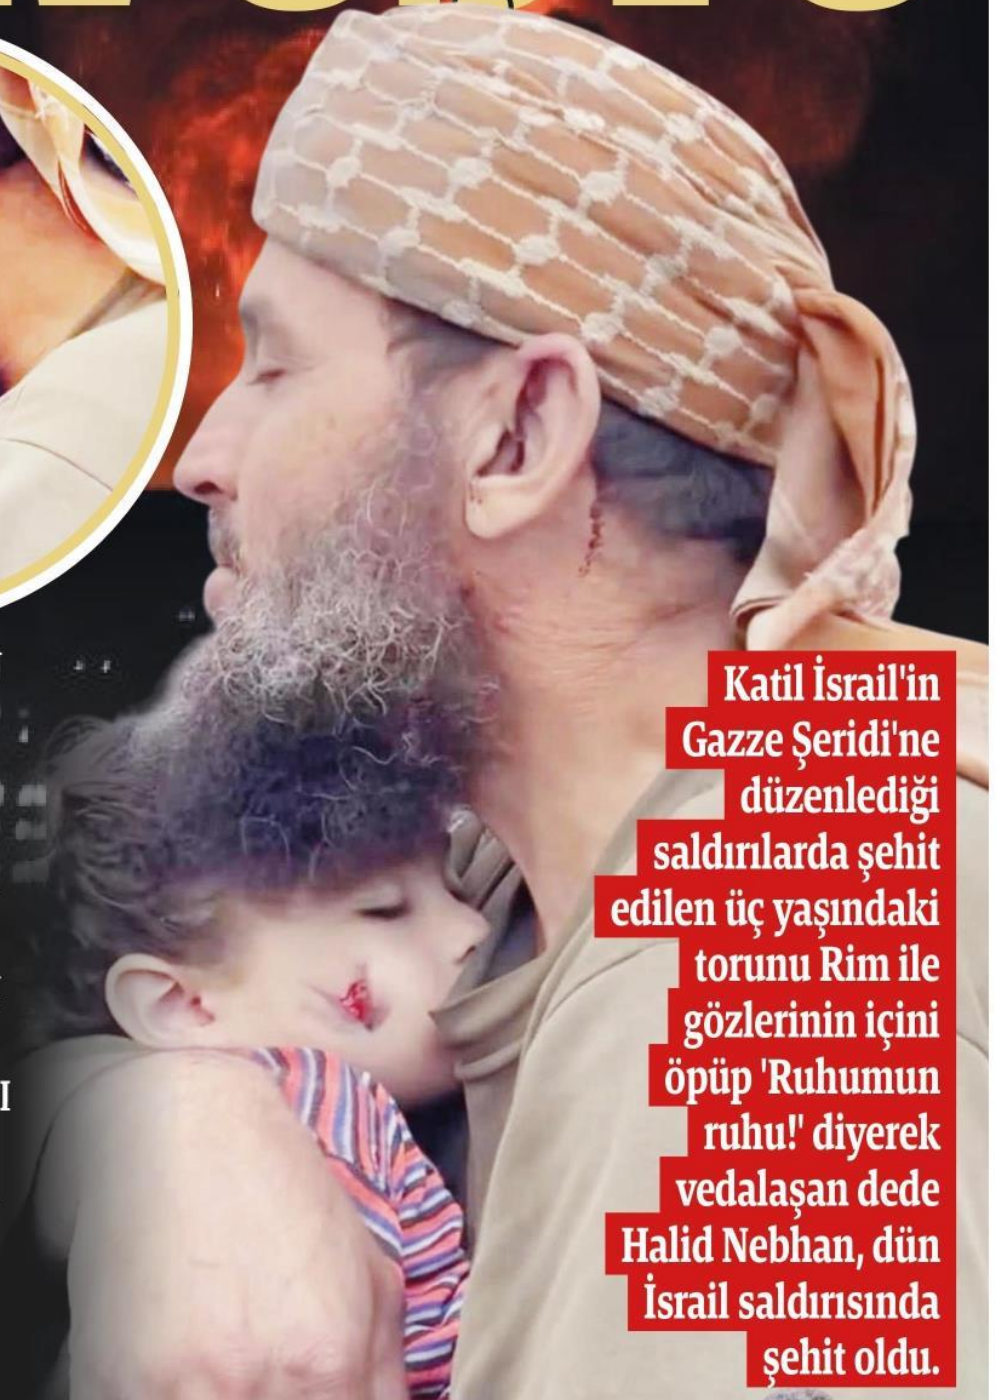 Katil İsrail'in
Gazze Şeridi'ne
düzenlediği
saldırılarda şehit
edilen üç yaşındaki
torunu Rim ile
gözlerinin içini
öpüp 'Ruhumun
ruhu!' diyerek
vedalaşan dede
Halid Nebhan, dün
İsrail saldırısında
şehit oldu.